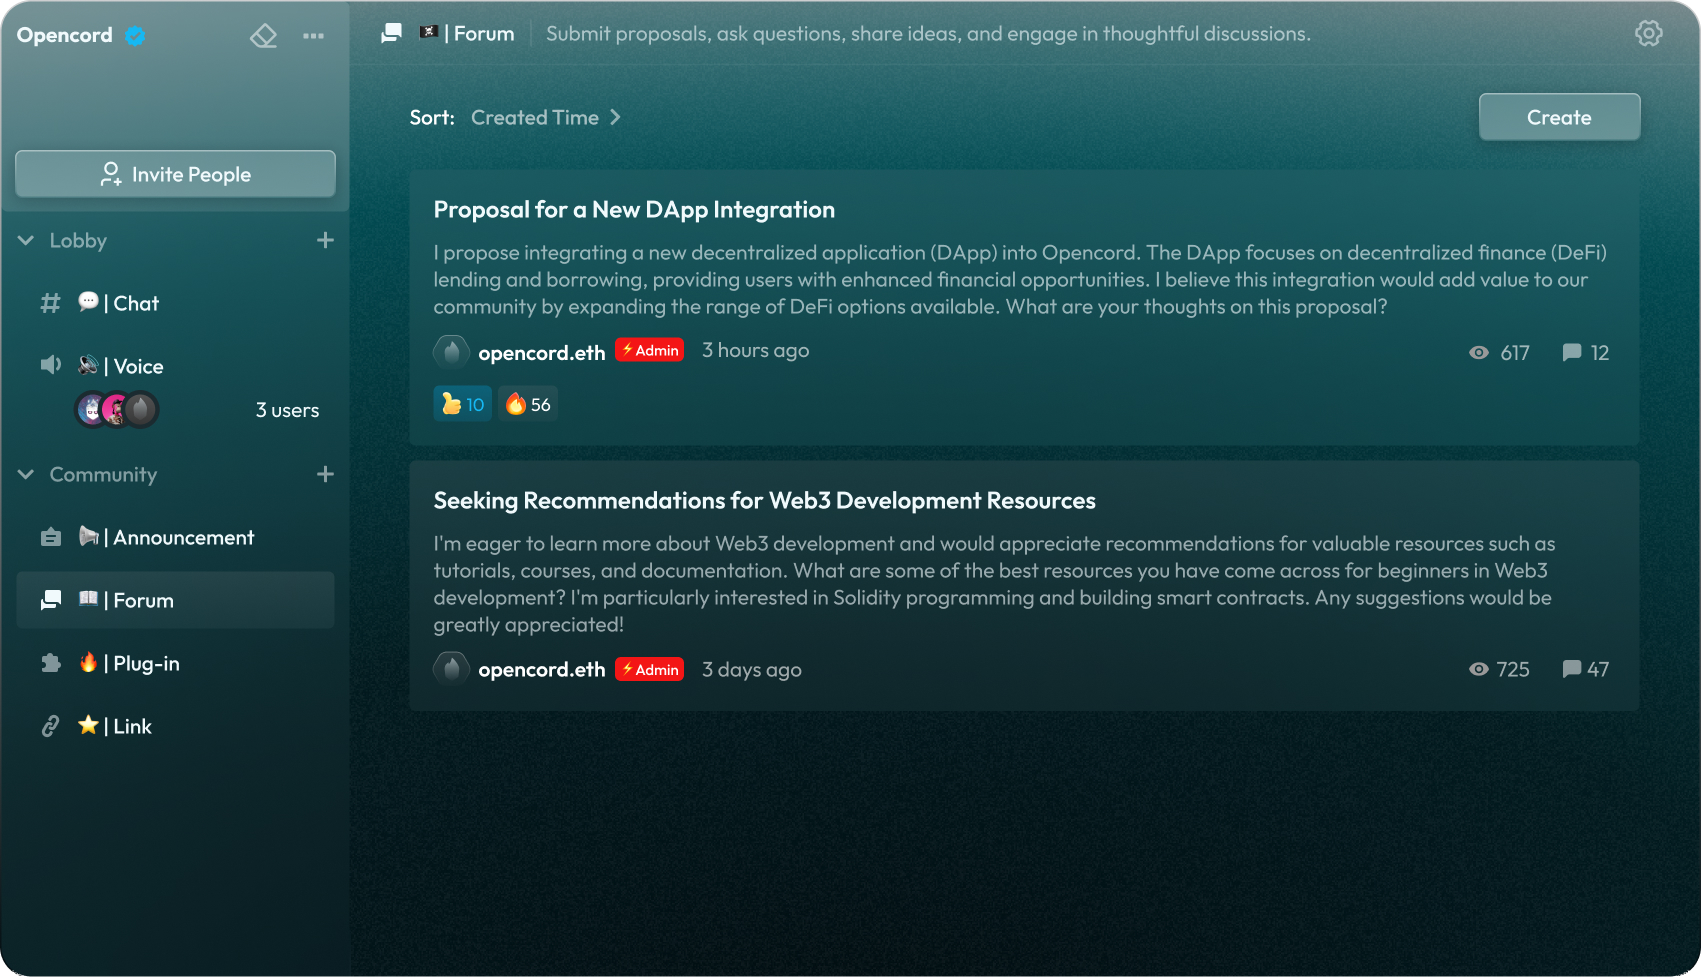 Opencord
Invite People
Lobby
# 💬 | Chat
🔊 | Voice
3 users
Community
📢 | Announcement
📖 | Forum
🔥 | Plug-in
⭐ | Link
🏴‍☠️ | Forum
Submit proposals, ask questions, share ideas, and engage in thoughtful discussions.
Sort: Created Time >
Create
Proposal for a New DApp Integration
I propose integrating a new decentralized application (DApp) into Opencord. The DApp focuses on decentralized finance (DeFi)
lending and borrowing, providing users with enhanced financial opportunities. I believe this integration would add value to our
community by expanding the range of DeFi options available. What are your thoughts on this proposal?
opencord.eth ⚡Admin 3 hours ago 617 12
👍 10 🔥 56
Seeking Recommendations for Web3 Development Resources
I'm eager to learn more about Web3 development and would appreciate recommendations for valuable resources such as
tutorials, courses, and documentation. What are some of the best resources you have come across for beginners in Web3
development? I'm particularly interested in Solidity programming and building smart contracts. Any suggestions would be
greatly appreciated!
opencord.eth ⚡Admin 3 days ago 725 47